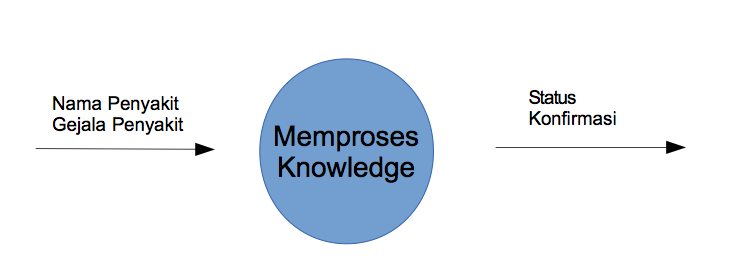 Nama Penyakit
Gejala Penyakit
Memproses
Knowledge
Status
Konfirmasi